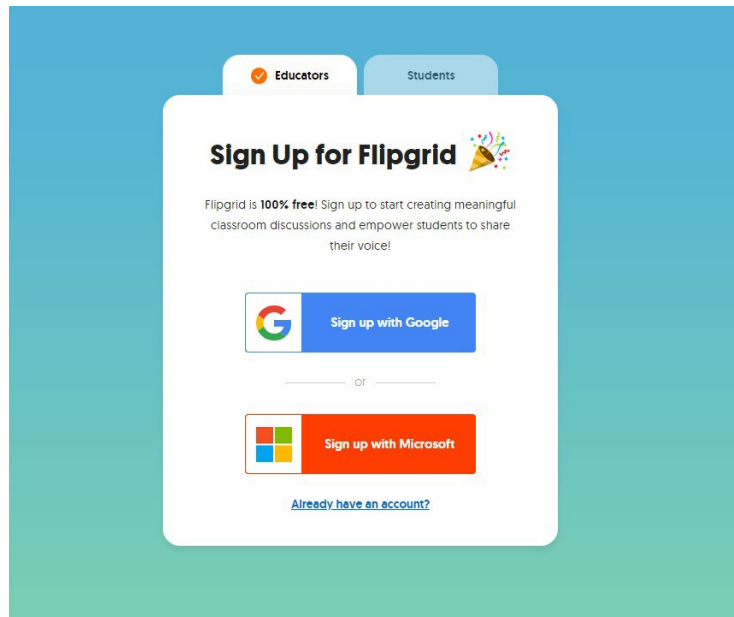 Educators
Students
Sign Up for Flipgrid
Flipgrid is 100% free! Sign up to start creating meaningful
classroom discussions and empower students to share
their voice!
Sign up with Google
or
Sign up with Microsoft
Already have an account?